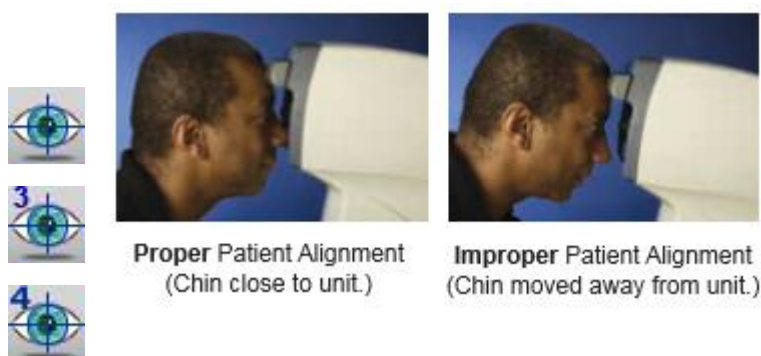 3
4
Proper Patient Alignment
(Chin close to unit.)
Improper Patient Alignment
(Chin moved away from unit.)